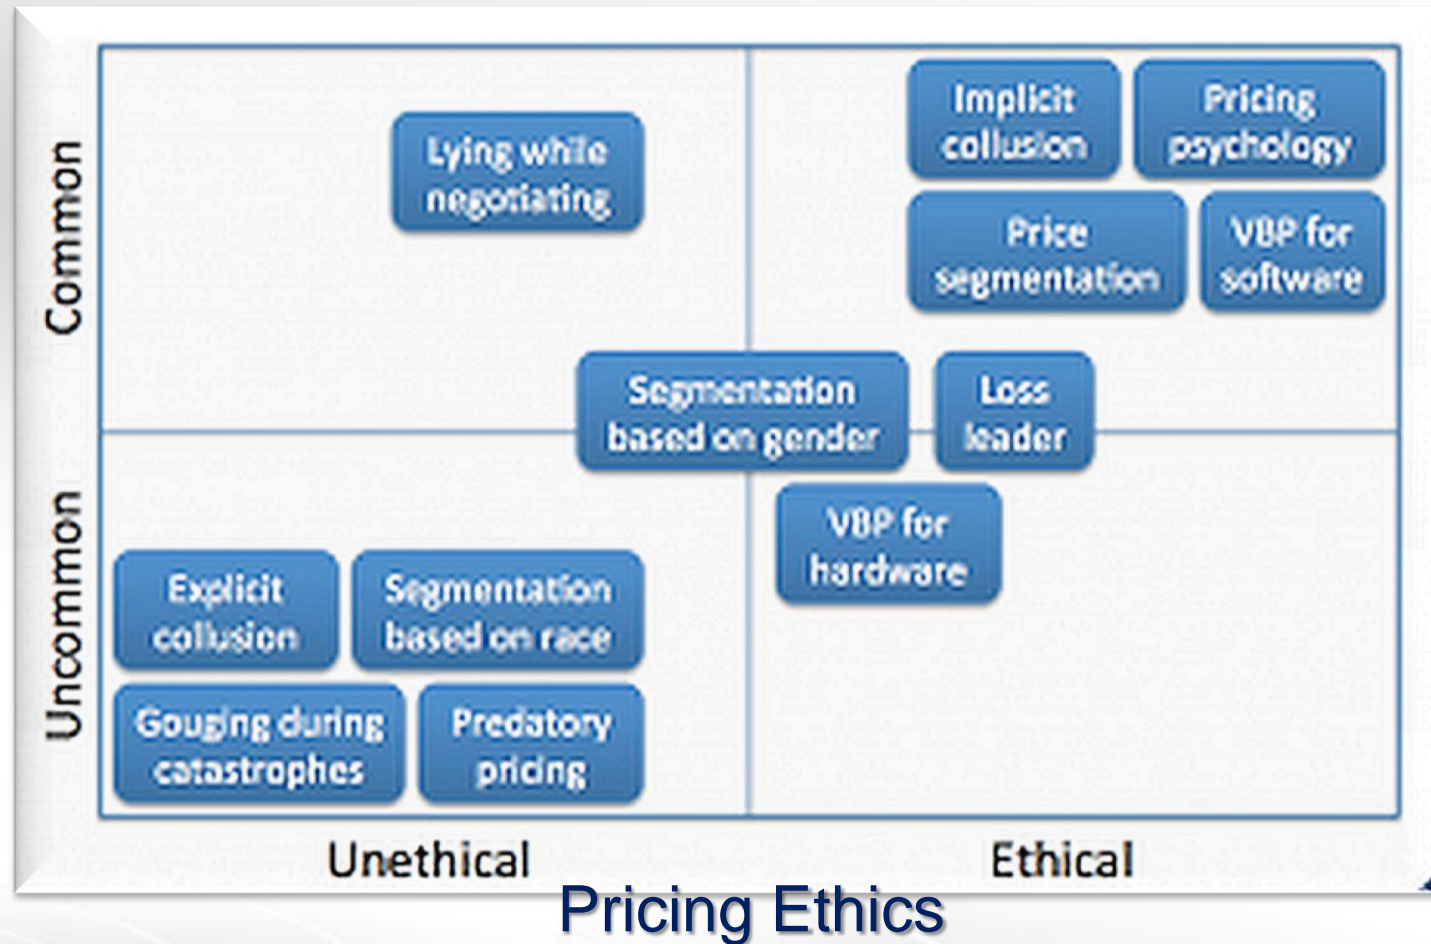 Common
Lying while
negotiating
Implicit
collusion
Pricing
psychology
Price
segmentation
VBP for
software
Segmentation
based on gender
Loss
leader
Uncommon
VBP for
hardware
Explicit
collusion
Segmentation
based on race
Gouging during
catastrophes
Predatory
pricing
Unethical
Ethical
Pricing Ethics